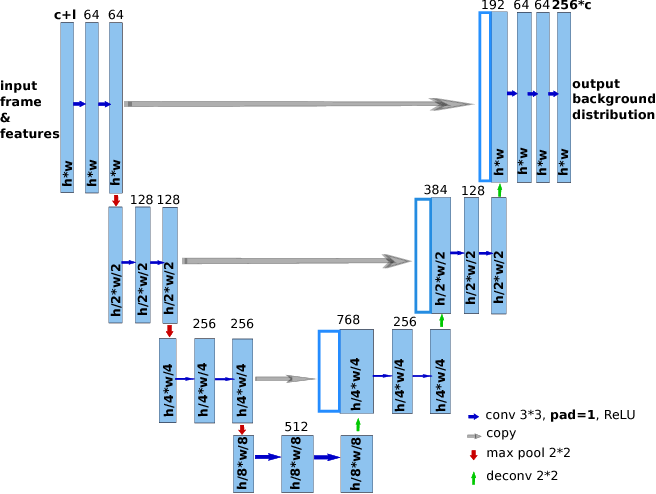 c+l 64 64
192 64 64 256*c
input
frame
&
features
output
background
distribution
h*w h*w h*w
h*w h*w h*w h*w
128 128
384 128
h/2*w/2 h/2*w/2 h/2*w/2
h/2*w/2 h/2*w/2 h/2*w/2
256 256
768 256
h/4*w/4 h/4*w/4 h/4*w/4
h/4*w/4 h/4*w/4 h/4*w/4
512
h/8*w/8 h/8*w/8 h/8*w/8
conv 3*3, pad=1, ReLU
copy
max pool 2*2
deconv 2*2